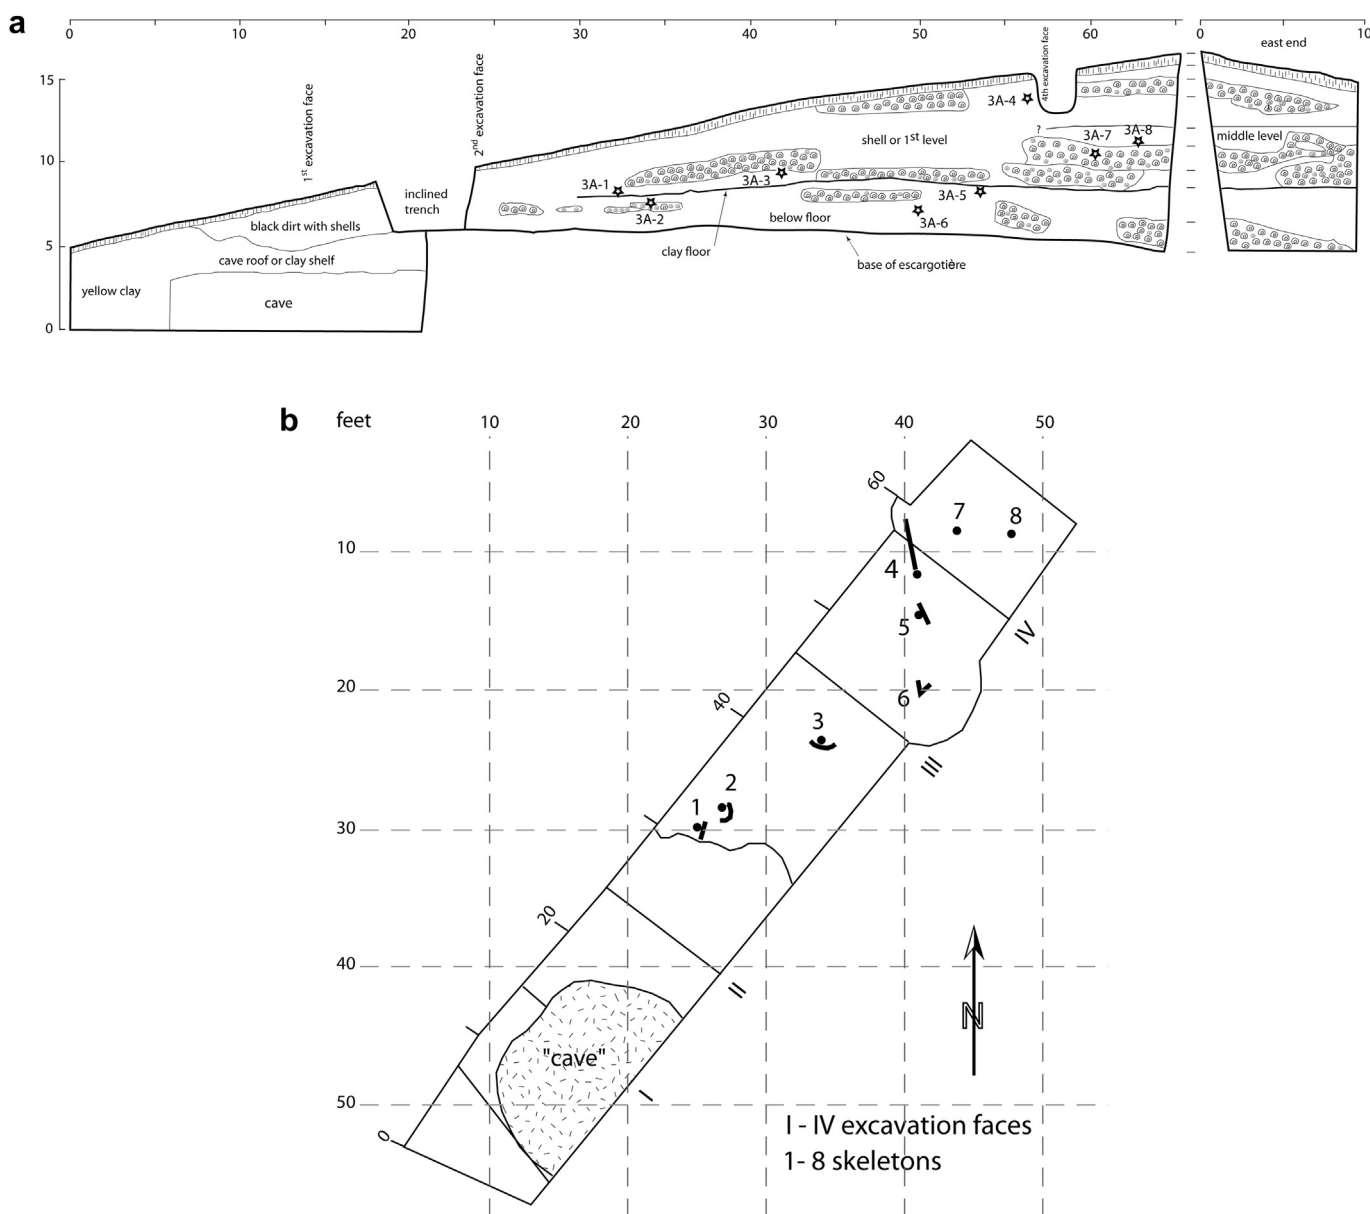 a
0 10 20 30 40 50 60 0 10
east end
15
10
5
0
1st excavation face
2nd excavation face
4th excavation face
inclined
trench
black dirt with shells
cave roof or clay shelf
yellow clay
cave
3A-1
3A-2
3A-3
3A-4
shell or 1st level
?
3A-7
3A-8
middle level
3A-5
3A-6
below floor
clay floor
base of escargotière
b
feet 10 20 30 40 50
60
7
8
10
4
5
IV
20
6
40
3
III
2
1
30
20
40
II
"cave"
N
50
I
0
I - IV excavation faces
1- 8 skeletons